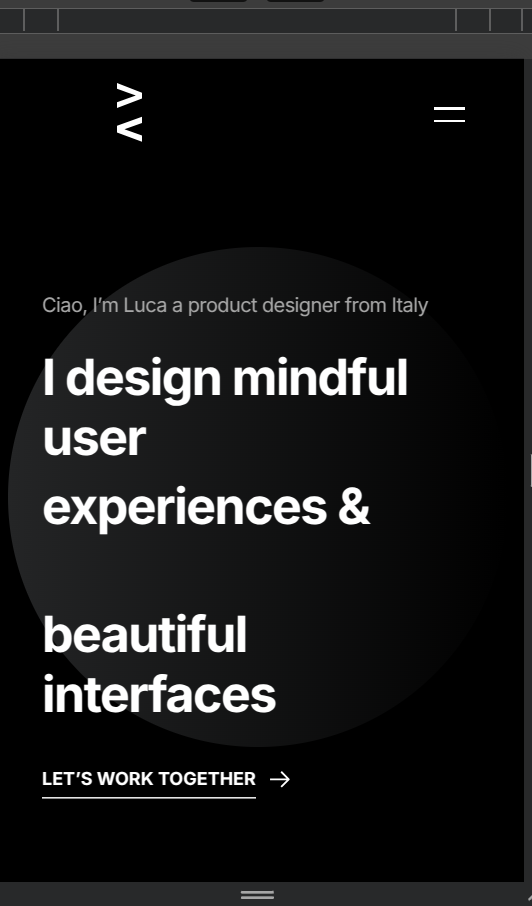 Ciao, I’m Luca a product designer from Italy
I design mindful
user
experiences &
beautiful
interfaces
LET’S WORK TOGETHER